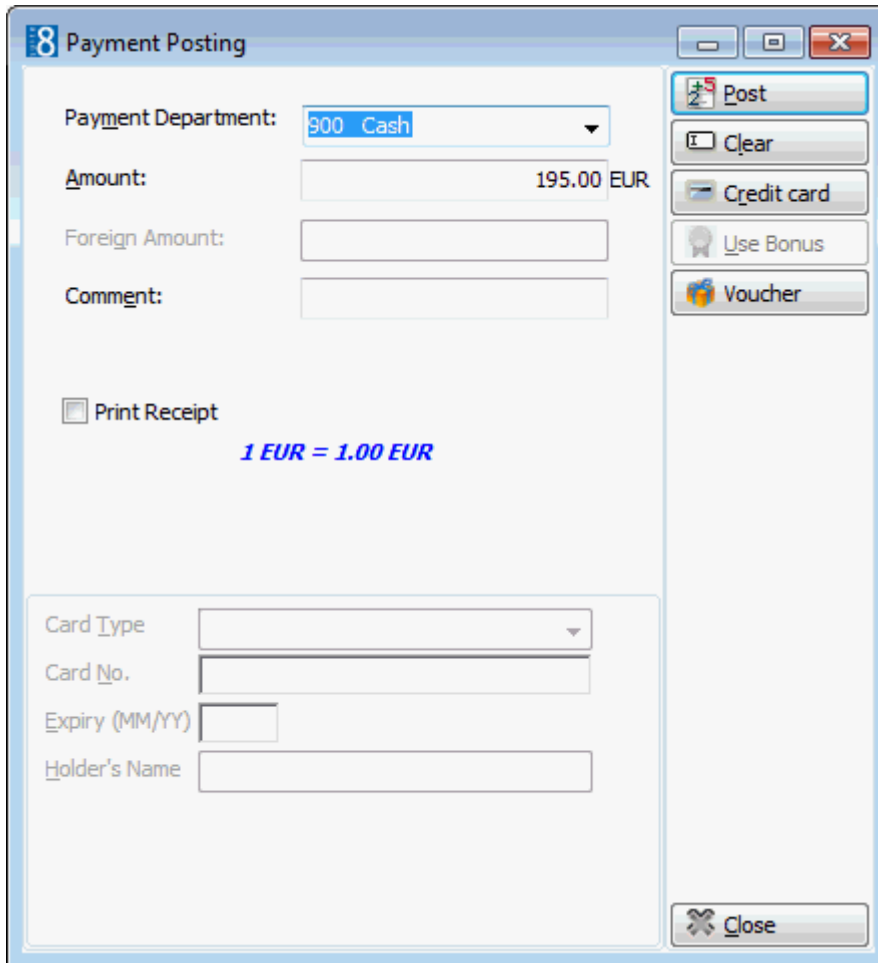 8 Payment Posting
Payment Department: 900 Cash
Amount: 195.00 EUR
Foreign Amount:
Comment:
Print Receipt
1 EUR = 1.00 EUR
Card Type
Card No.
Expiry (MM/YY)
Holder's Name
Post
Clear
Credit card
Use Bonus
Voucher
Close